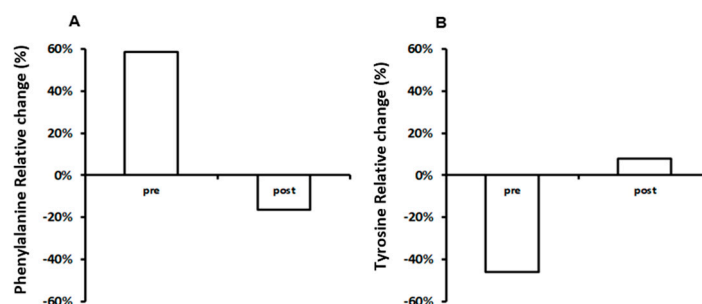 A
Phenylalanine Relative change (%)
60%
40%
20%
0%
-20%
-40%
-60%
pre
post
B
Tyrosine Relative change (%)
60%
40%
20%
0%
-20%
-40%
-60%
pre
post